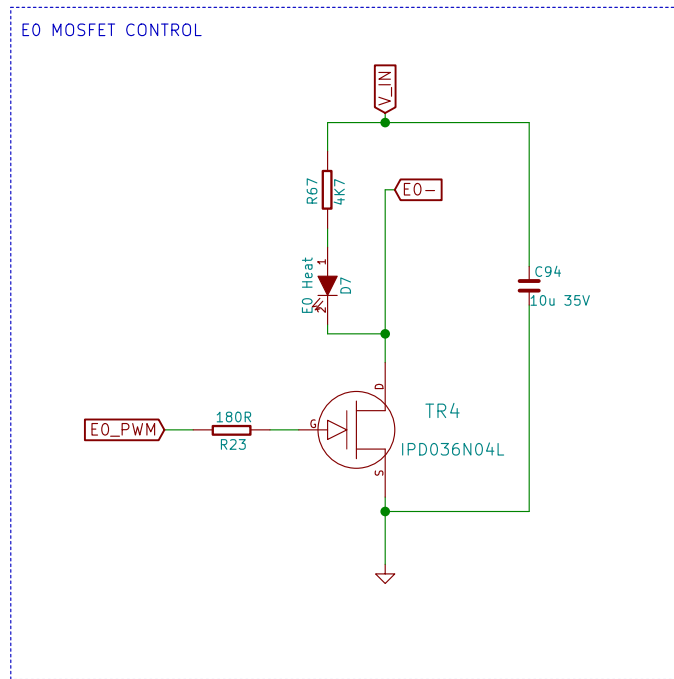 E0 MOSFET CONTROL
V_IN
R67
4K7
E0-
1
E0 Heat
D7
2
C94
10u 35V
D
TR4
180R
G
E0_PWM
R23
IPD036N04L
S